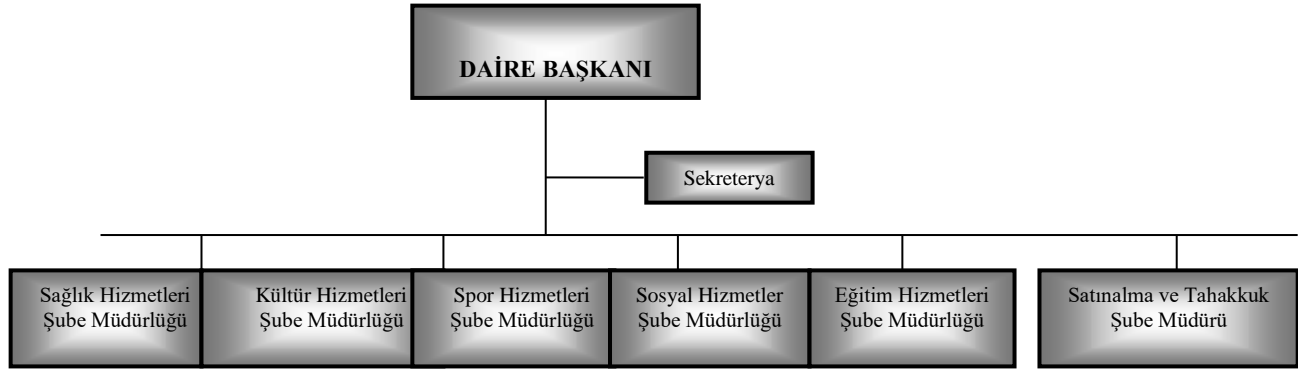 DAİRE BAŞKANI
Sekreterya
Sağlık Hizmetleri
Şube Müdürlüğü
Kültür Hizmetleri
Şube Müdürlüğü
Spor Hizmetleri
Şube Müdürlüğü
Sosyal Hizmetler
Şube Müdürlüğü
Eğitim Hizmetleri
Şube Müdürlüğü
Satınalma ve Tahakkuk
Şube Müdürü